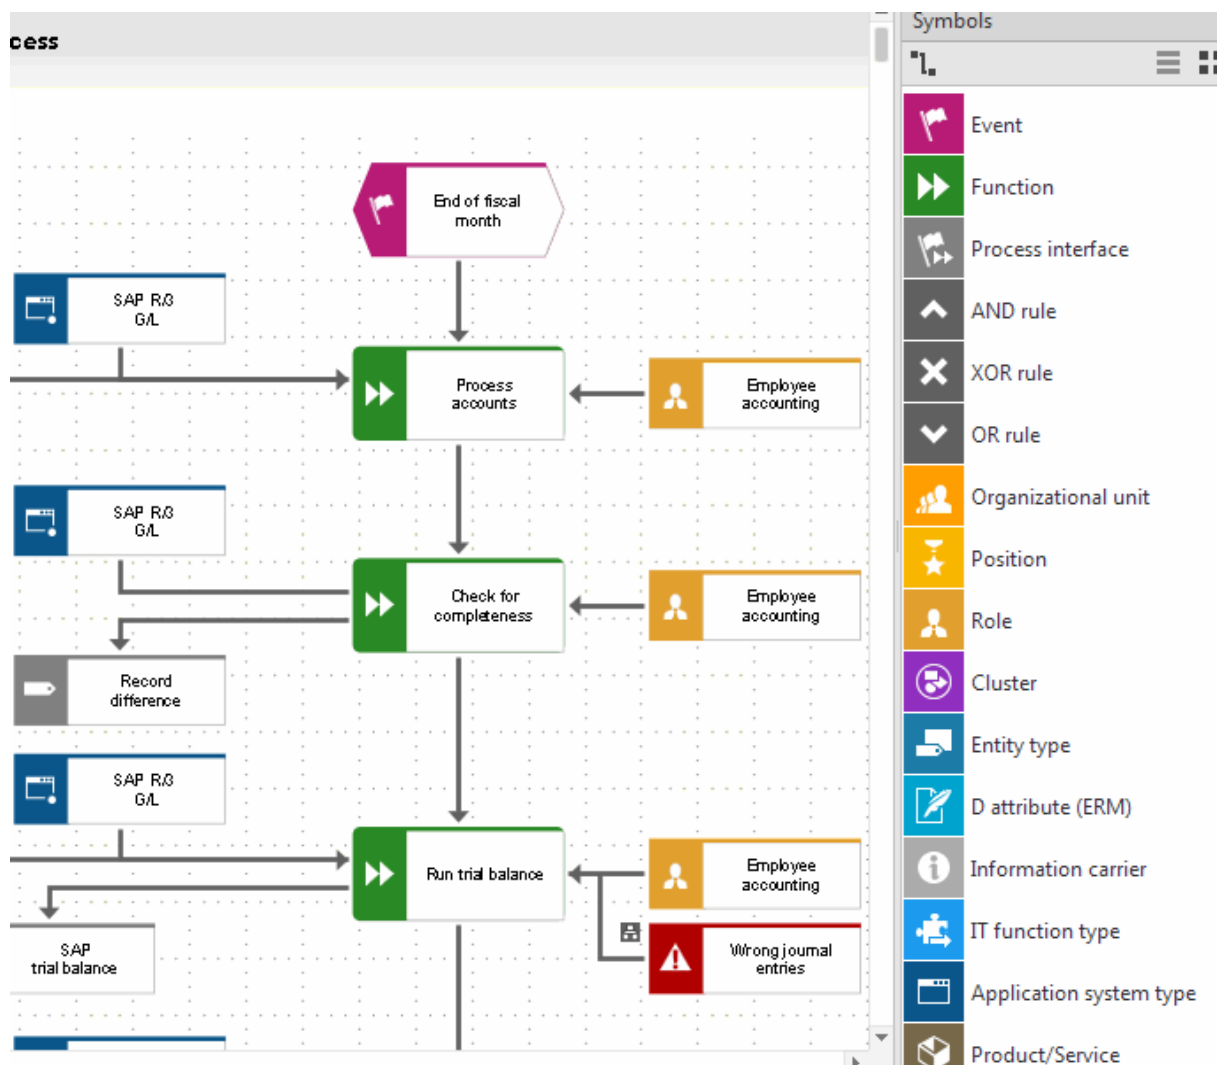 cess
Symbols
End of fiscal
month
SAP R/3
G/L
Process
accounts
Employee
accounting
SAP R/3
G/L
Check for
completeness
Employee
accounting
Record
difference
SAP R/3
G/L
Run trial balance
Employee
accounting
SAP
trial balance
Wrong journal
entries
Event
Function
Process interface
AND rule
XOR rule
OR rule
Organizational unit
Position
Role
Cluster
Entity type
D attribute (ERM)
Information carrier
IT function type
Application system type
Product/Service